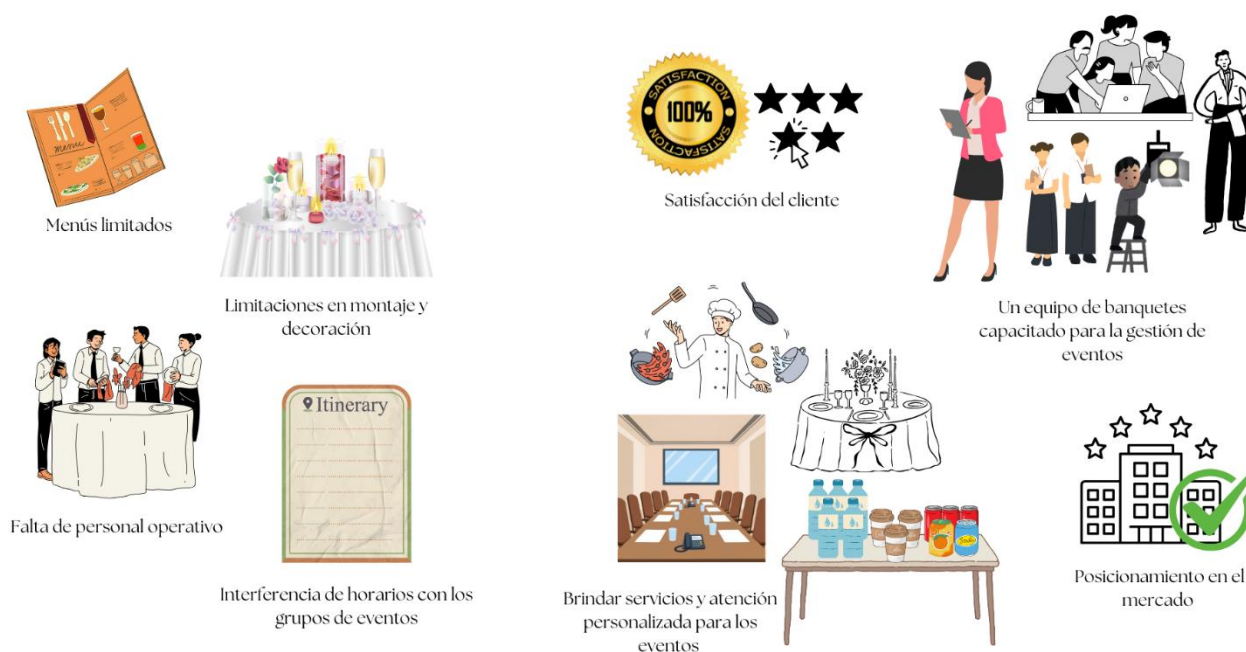 menu
Menús limitados
Limitaciones en montaje y
decoración
Falta de personal operativo
Itinerary
Interferencia de horarios con los
grupos de eventos
SATISFACTION
100%
SATISFACTION
Satisfacción del cliente
Un equipo de banquetes
capacitado para la gestión de
eventos
Brindar servicios y atención
personalizada para los
eventos
Posicionamiento en el
mercado